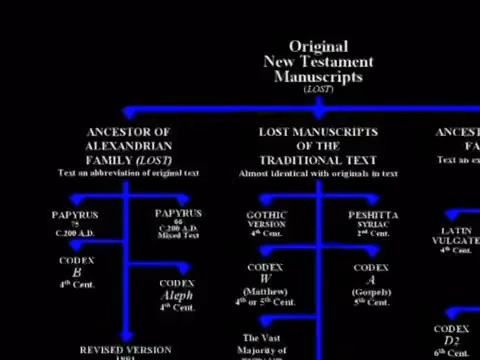 Original
New Testament
Manuscripts
(LOST)
ANCESTOR OF
ALEXANDRIAN
FAMILY (LOST)
Text an abbreviation of original text
LOST MANUSCRIPTS
OF THE
TRADITIONAL TEXT
Almost identical with originals in text
ANCEST
FA
Text an ex
PAPYRUS
75
C.200 A.D.
PAPYRUS
66
C.200 A.D.
Mixed Text
GOTHIC
VERSION
4th Cent.
PESHITTA
SYRIAC
2nd Cent.
LATIN
VULGATE
4th Cent.
CODEX
B
4th Cent.
CODEX
Aleph
4th Cent.
CODEX
W
(Matthew)
4th or 5th Cent.
CODEX
A
(Gospels)
5th Cent.
REVISED VERSION
1881
The Vast
Majority of
CODEX
D2
6th Cent.